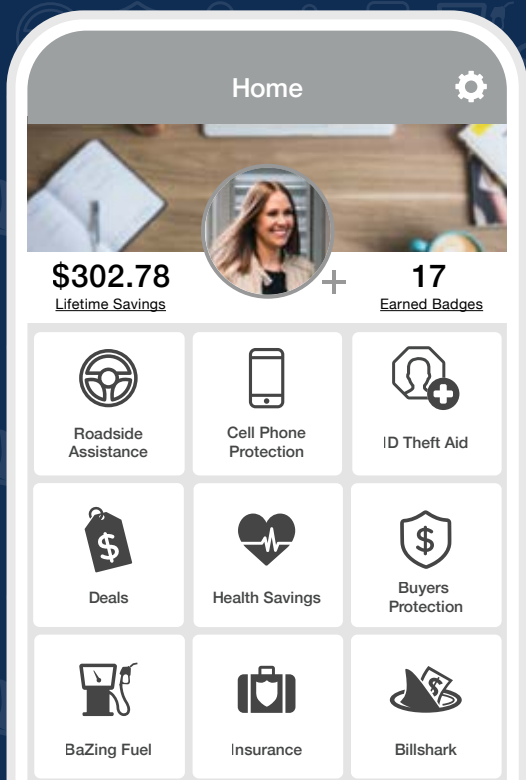 Home
$302.78
Lifetime Savings
17
Earned Badges
Roadside
Assistance
Cell Phone
Protection
ID Theft Aid
$
Deals
Health Savings
$
Buyers
Protection
BaZing Fuel
Insurance
$
Billshark